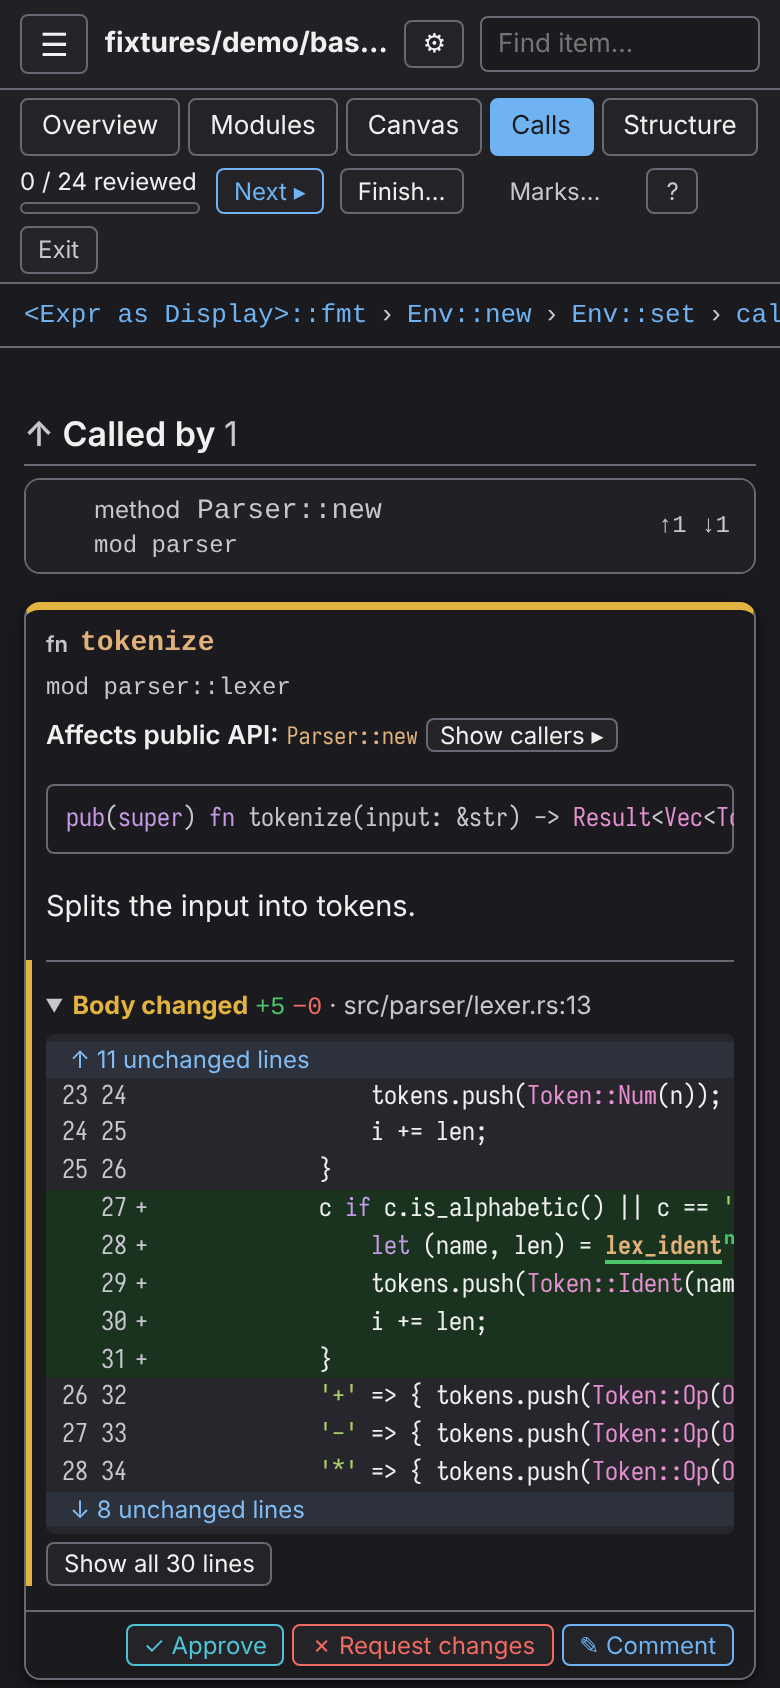 ☰ fixtures/demo/bas... ⚙ Find item...
Overview Modules Canvas Calls Structure
0 / 24 reviewed Next ▸ Finish... Marks... ?
Exit
<Expr as Display>::fmt › Env::new › Env::set › cal
↑ Called by 1
method Parser::new ↑1 ↓1
mod parser
fn tokenize
mod parser::lexer
Affects public API: Parser::new Show callers ▸
pub(super) fn tokenize(input: &str) -> Result<Vec<To
Splits the input into tokens.
▼ Body changed +5 −0 · src/parser/lexer.rs:13
↑ 11 unchanged lines
23 24 tokens.push(Token::Num(n));
24 25 i += len;
25 26 }
27 + c if c.is_alphabetic() || c == '
28 + let (name, len) = lex_ident n
29 + tokens.push(Token::Ident(nam
30 + i += len;
31 + }
26 32 '+' => { tokens.push(Token::Op(O
27 33 '-' => { tokens.push(Token::Op(O
28 34 '*' => { tokens.push(Token::Op(O
↓ 8 unchanged lines
Show all 30 lines
✓ Approve ✕ Request changes ✎ Comment